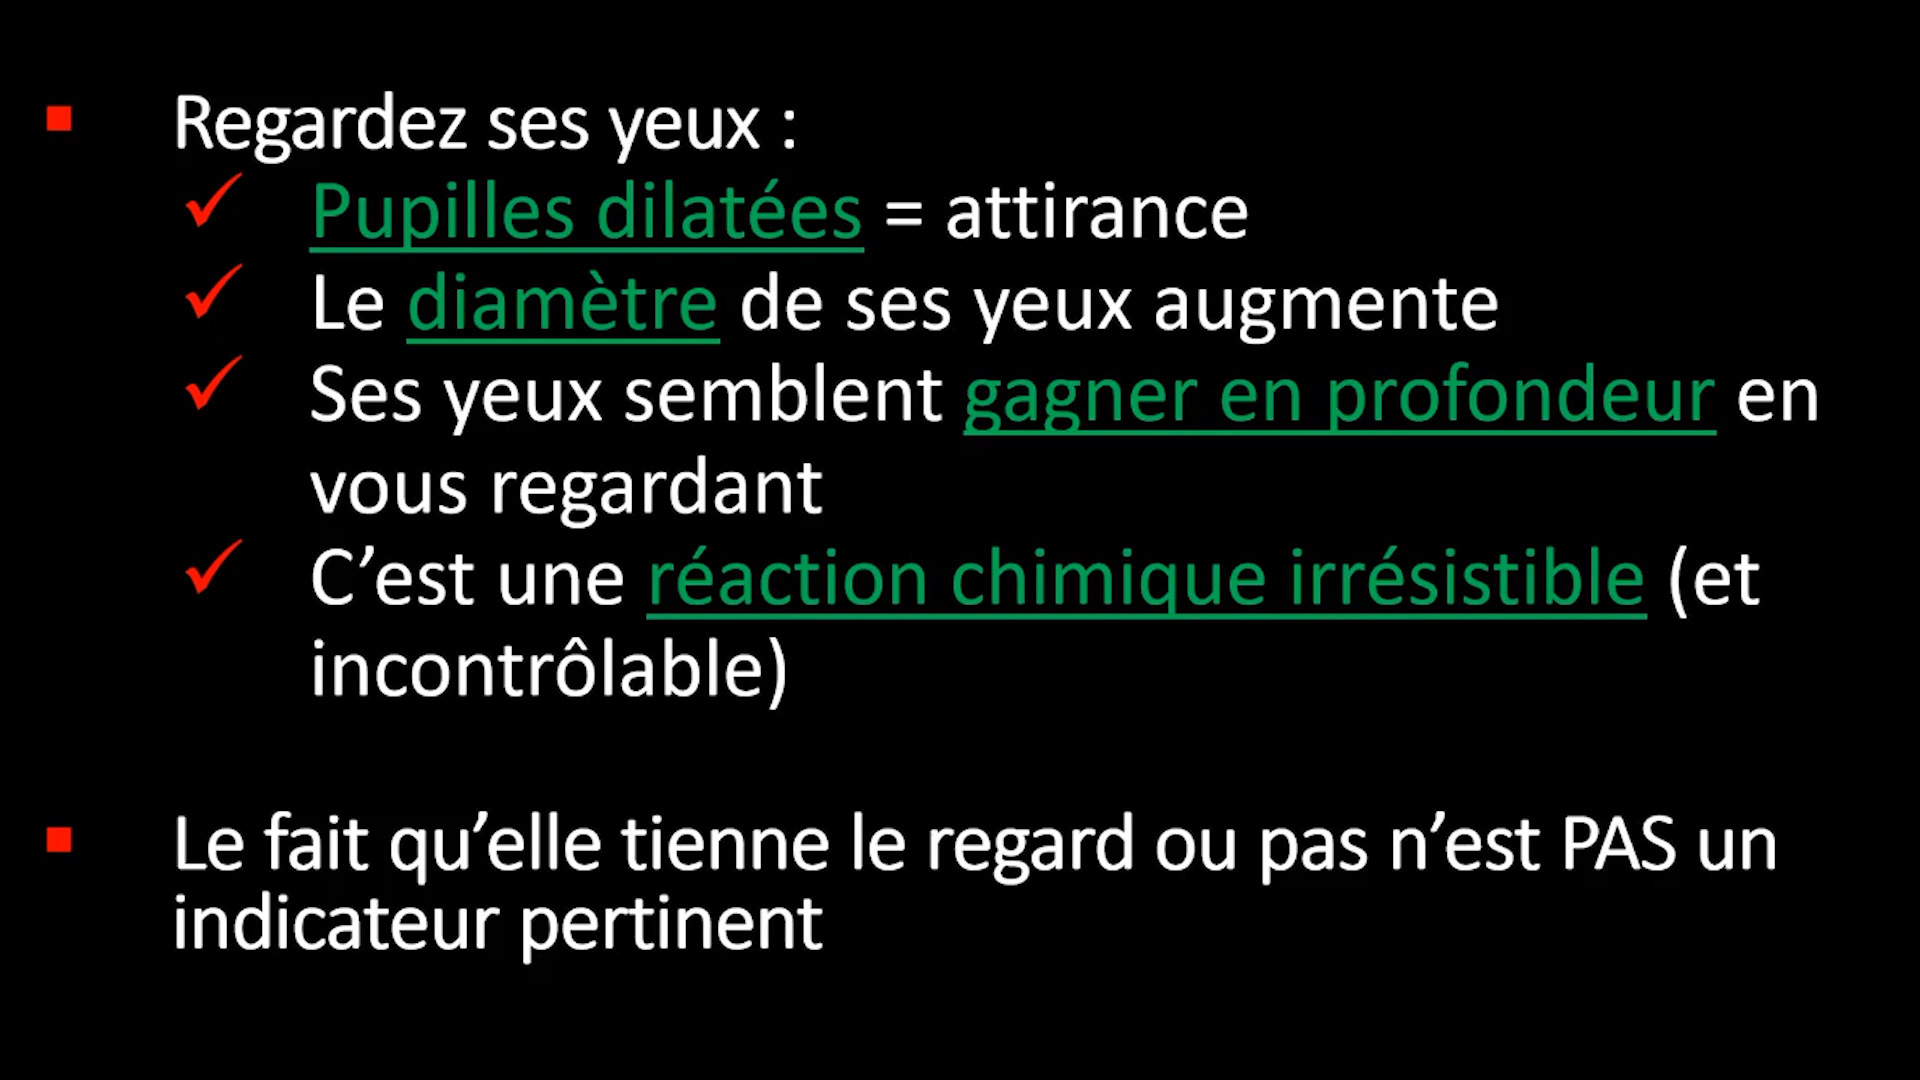 Regardez ses yeux :
Pupilles dilatées = attirance
Le diamètre de ses yeux augmente
Ses yeux semblent gagner en profondeur en
vous regardant
C’est une réaction chimique irrésistible (et
incontrôlable)
Le fait qu’elle tienne le regard ou pas n’est PAS un
indicateur pertinent